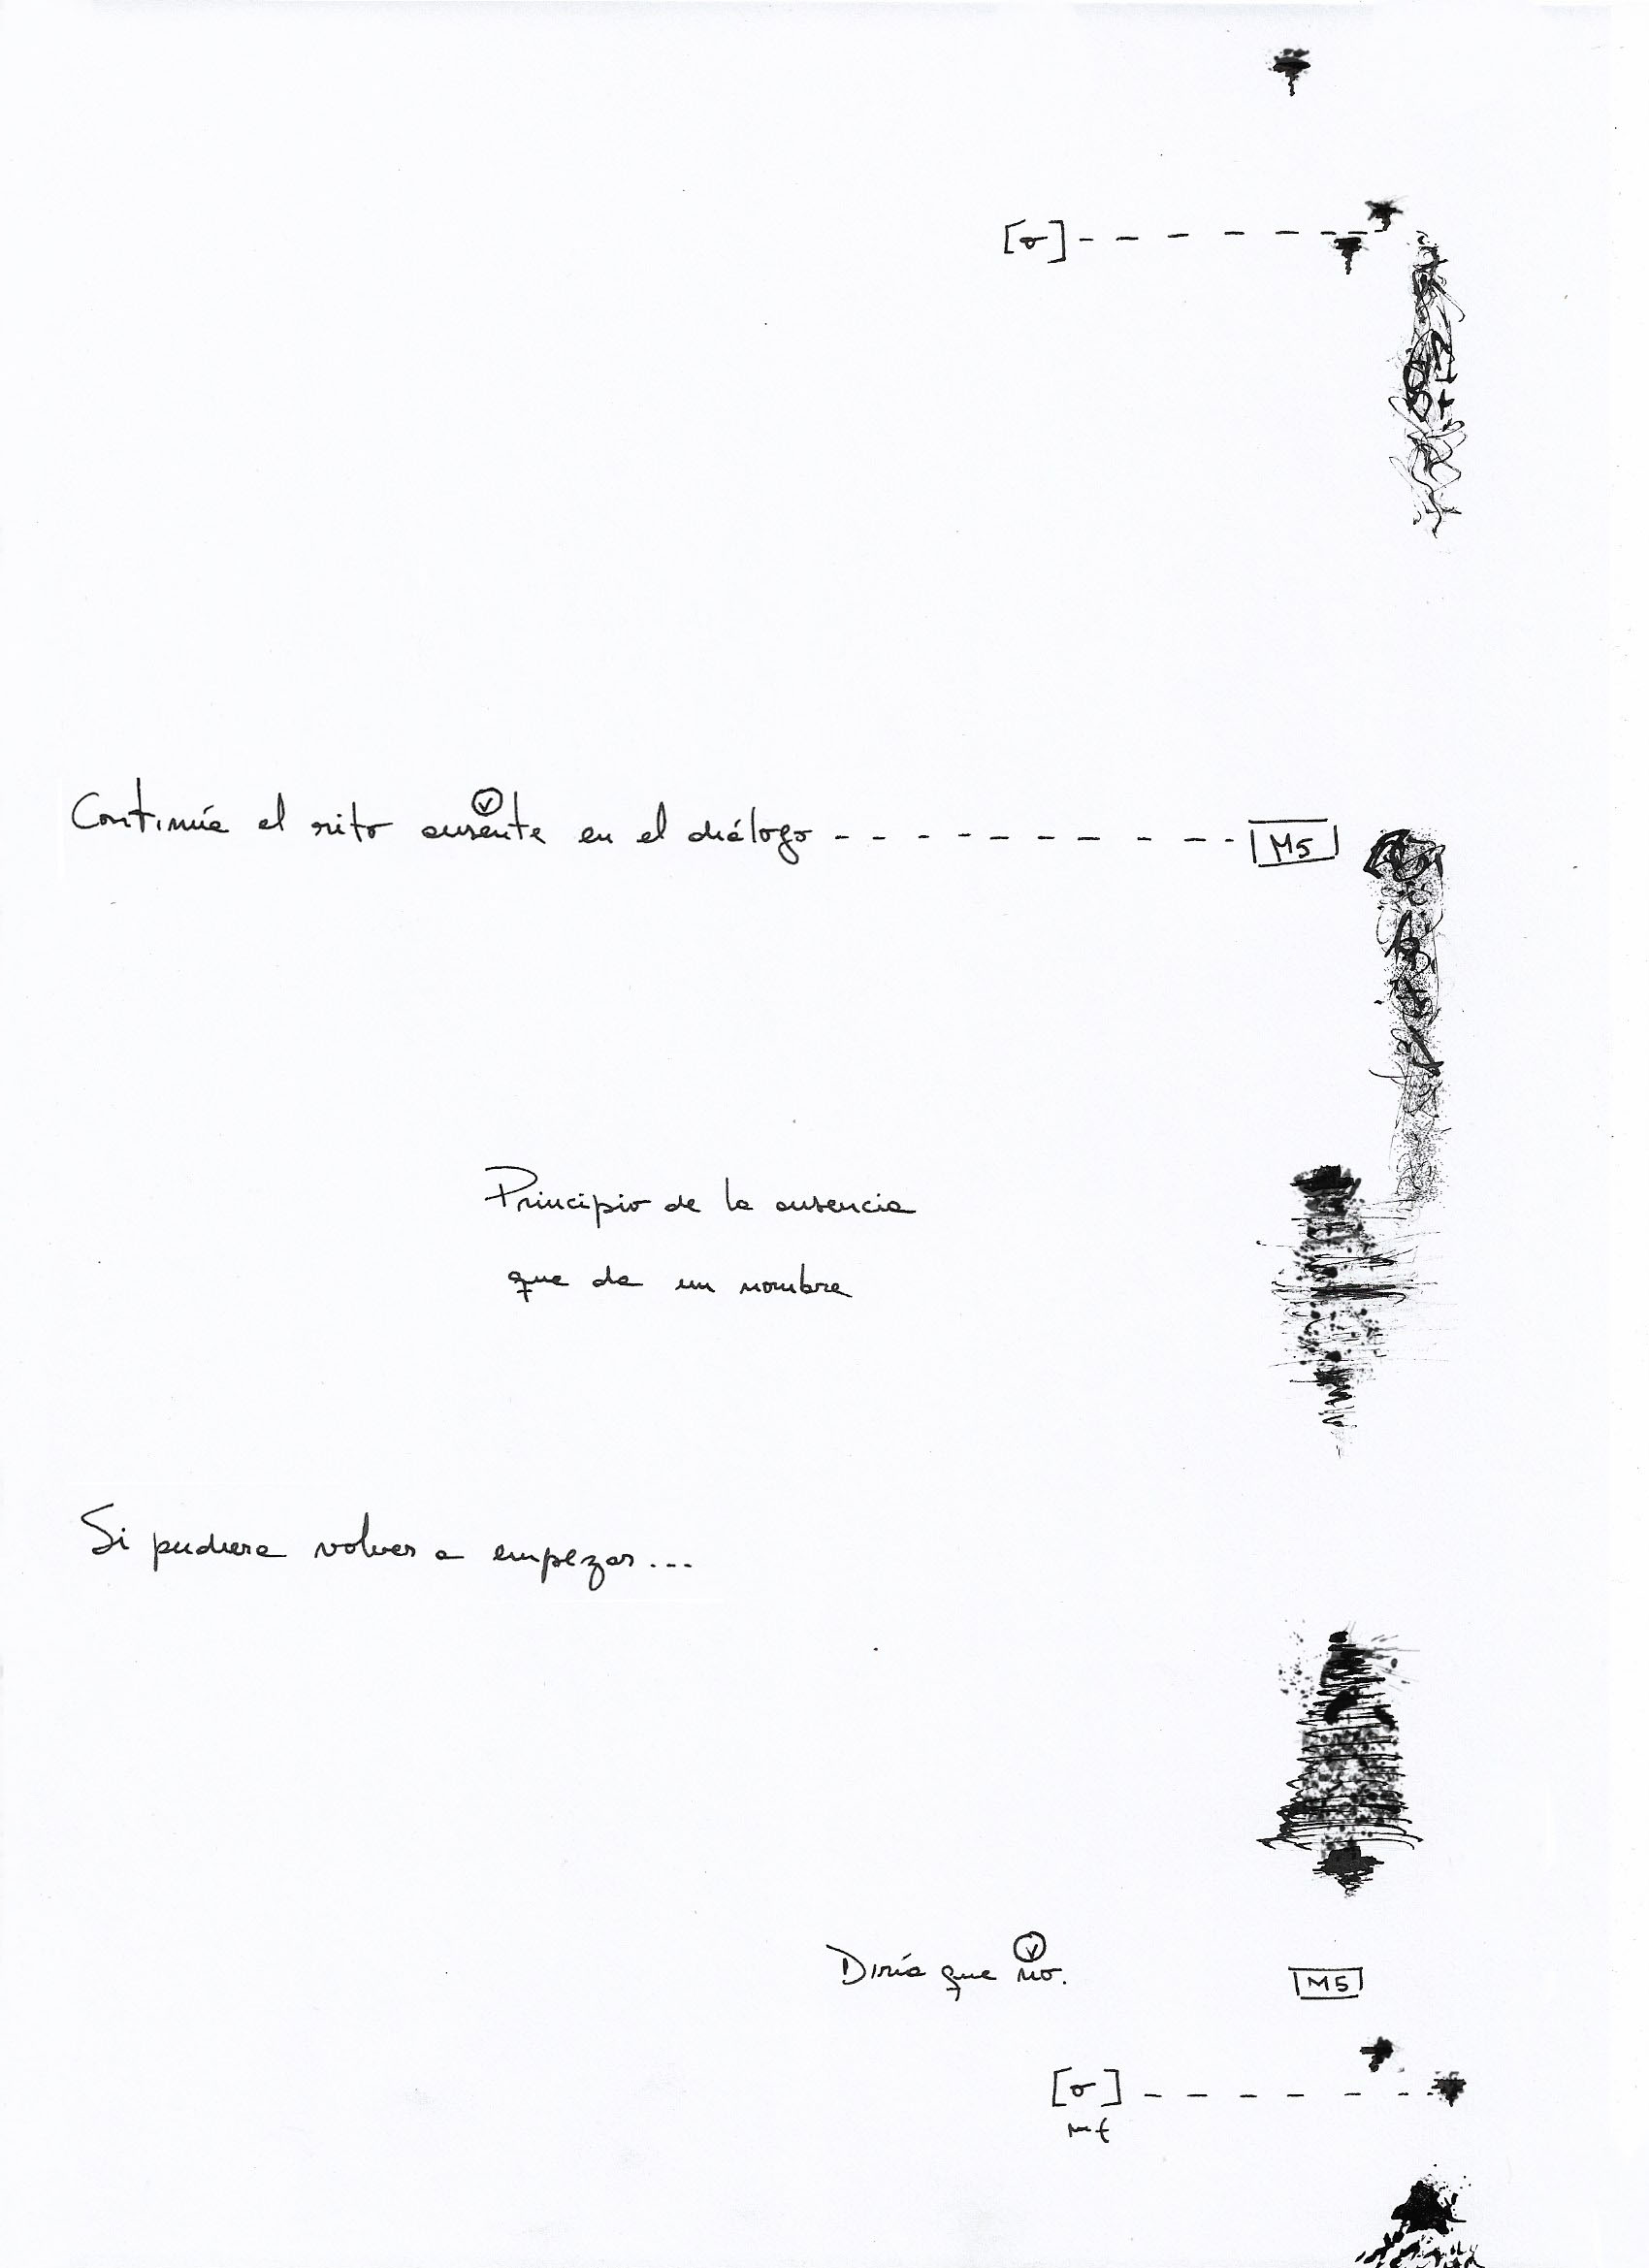 [o]
Continúa el rito ausente en el diálogo M5
Principio de la ausencia
que da un nombre
Si pudiera volver a empezar...
Diría que no. M5
[o]
mf